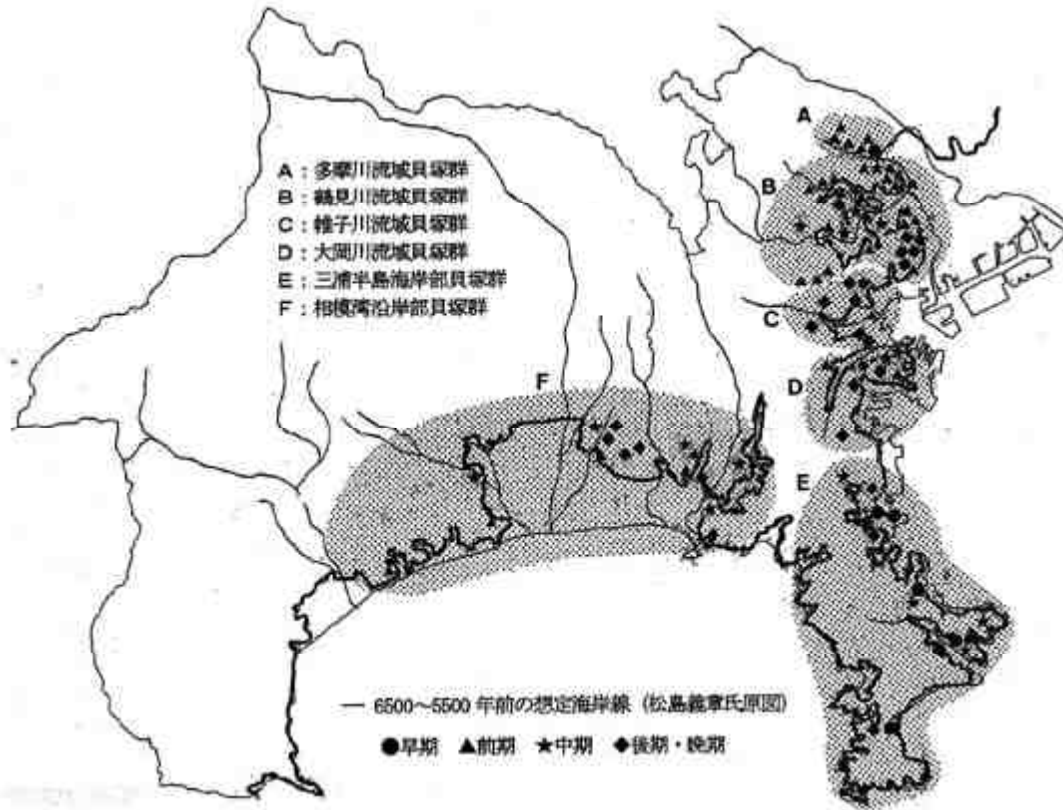 A
A：多摩川流域貝塚群
B：鶴見川流域貝塚群
B
C：帷子川流域貝塚群
D：大岡川流域貝塚群
E：三浦半島海岸部貝塚群
F：相模湾沿岸部貝塚群
C
F
D
E
— 6500～5500年前の想定海岸線（松島義章氏原図）
●早期 ▲前期 ★中期 ◆後期・晩期